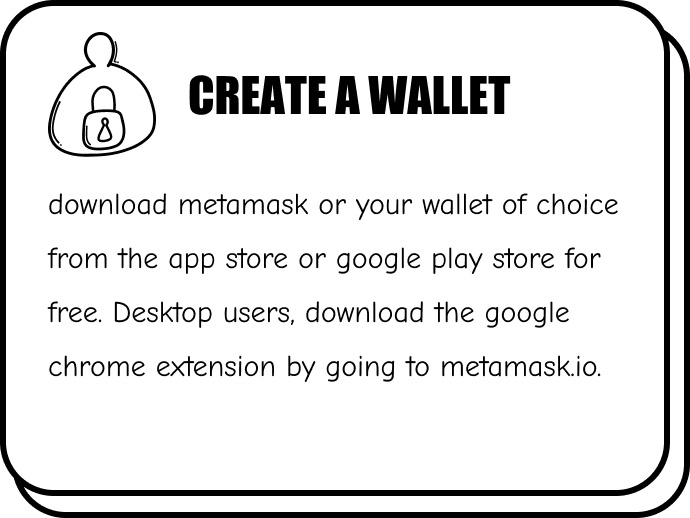 CREATE A WALLET
download metamask or your wallet of choice
from the app store or google play store for
free. Desktop users, download the google
chrome extension by going to metamask.io.